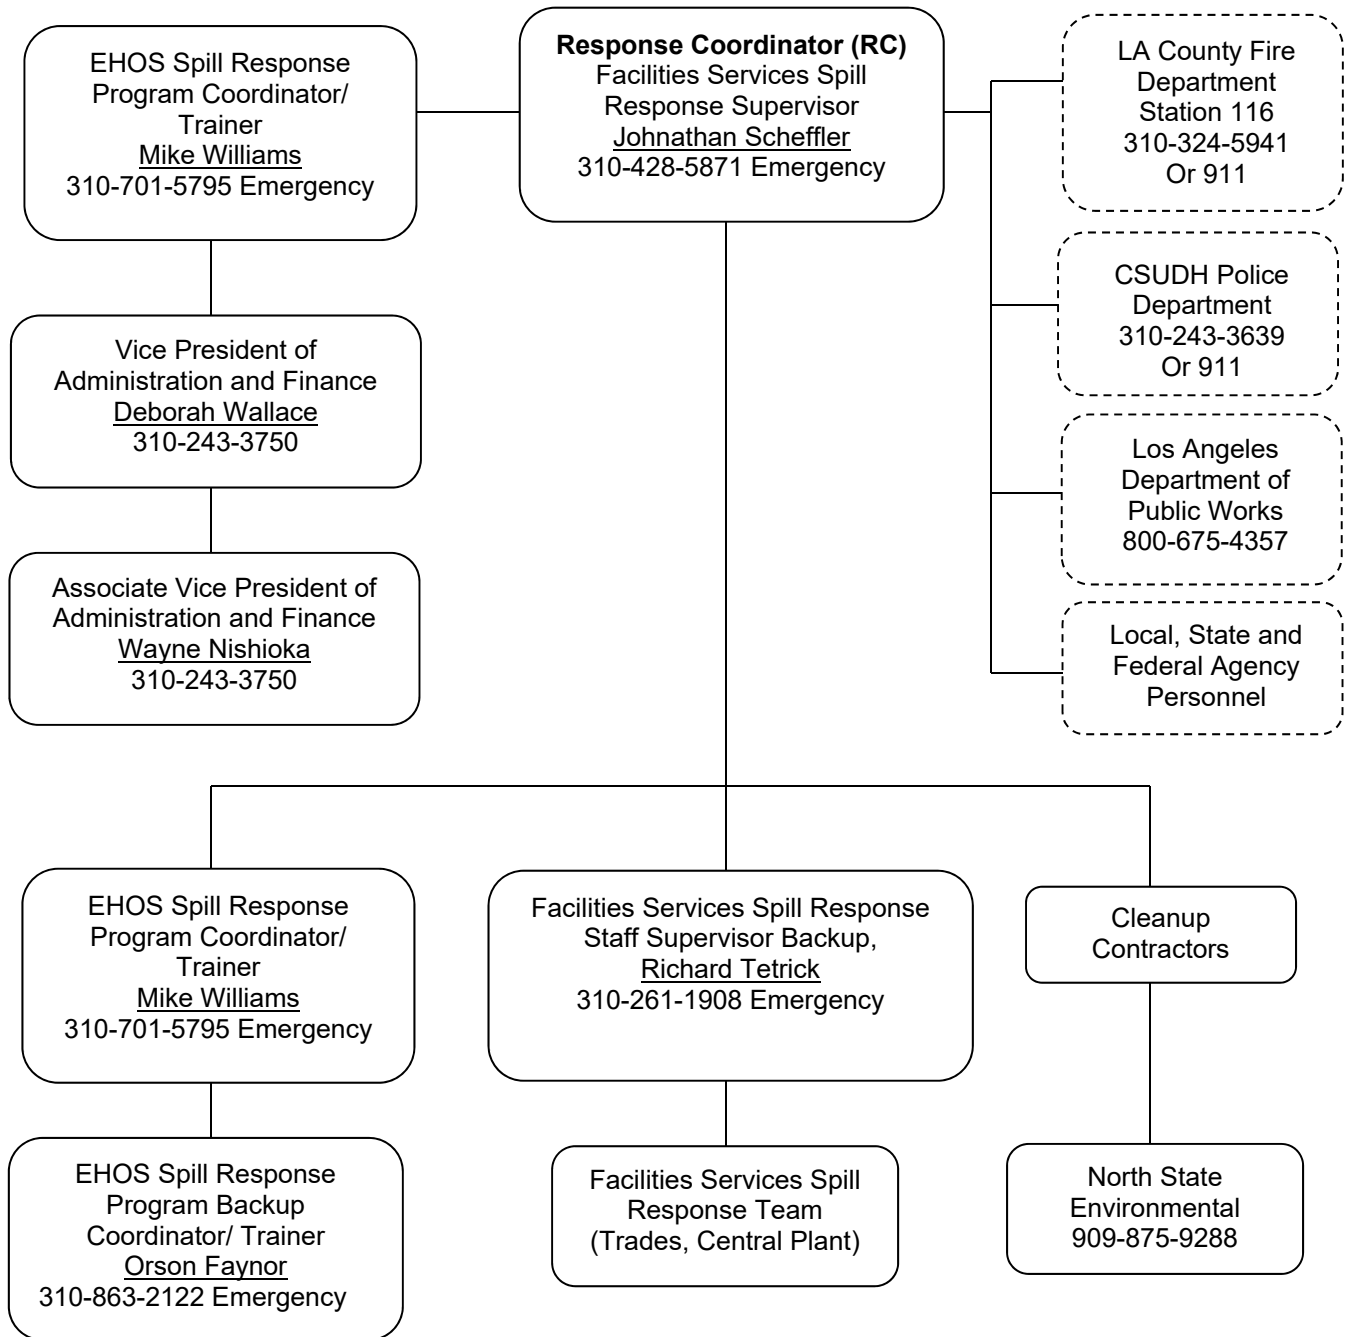 EHOS Spill Response
Program Coordinator/
Trainer
Mike Williams
310-701-5795 Emergency
Response Coordinator (RC)
Facilities Services Spill
Response Supervisor
Johnathan Scheffler
310-428-5871 Emergency
LA County Fire
Department
Station 116
310-324-5941
Or 911
Vice President of
Administration and Finance
Deborah Wallace
310-243-3750
CSUDH Police
Department
310-243-3639
Or 911
Associate Vice President of
Administration and Finance
Wayne Nishioka
310-243-3750
Los Angeles
Department of
Public Works
800-675-4357
Local, State and
Federal Agency
Personnel
EHOS Spill Response
Program Coordinator/
Trainer
Mike Williams
310-701-5795 Emergency
Facilities Services Spill Response
Staff Supervisor Backup,
Richard Tetrick
310-261-1908 Emergency
Cleanup
Contractors
EHOS Spill Response
Program Backup
Coordinator/ Trainer
Orson Faynor
310-863-2122 Emergency
Facilities Services Spill
Response Team
(Trades, Central Plant)
North State
Environmental
909-875-9288